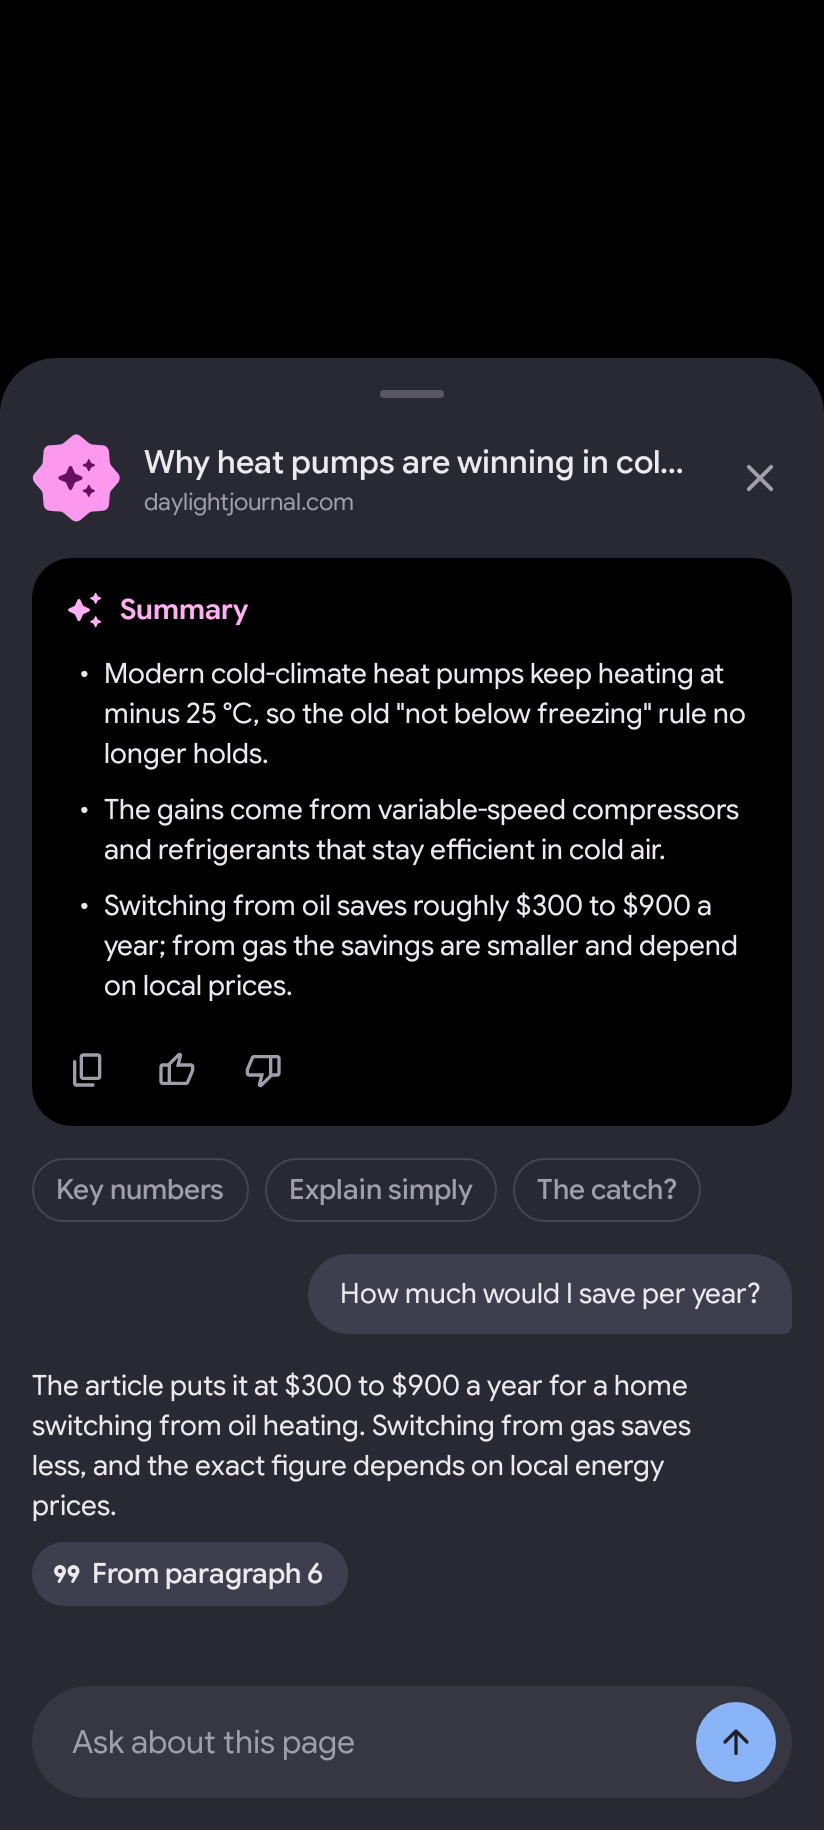 Why heat pumps are winning in col...
daylightjournal.com
Summary
• Modern cold-climate heat pumps keep heating at
minus 25 °C, so the old "not below freezing" rule no
longer holds.
• The gains come from variable-speed compressors
and refrigerants that stay efficient in cold air.
• Switching from oil saves roughly $300 to $900 a
year; from gas the savings are smaller and depend
on local prices.
Key numbers
Explain simply
The catch?
How much would I save per year?
The article puts it at $300 to $900 a year for a home
switching from oil heating. Switching from gas saves
less, and the exact figure depends on local energy
prices.
From paragraph 6
Ask about this page